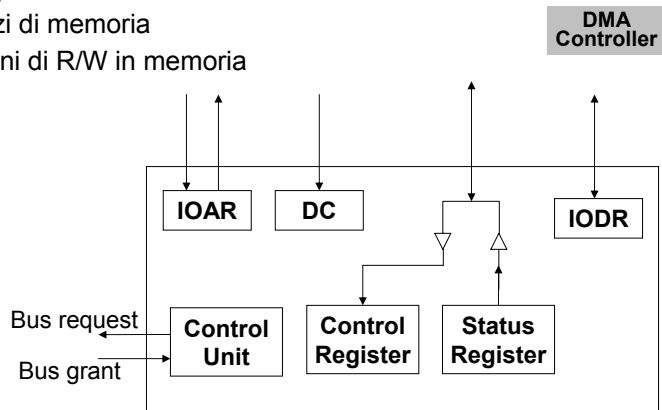 zi di memoria
ni di R/W in memoria
DMA
Controller
IOAR
DC
IODR
Bus request
Bus grant
Control
Unit
Control
Register
Status
Register